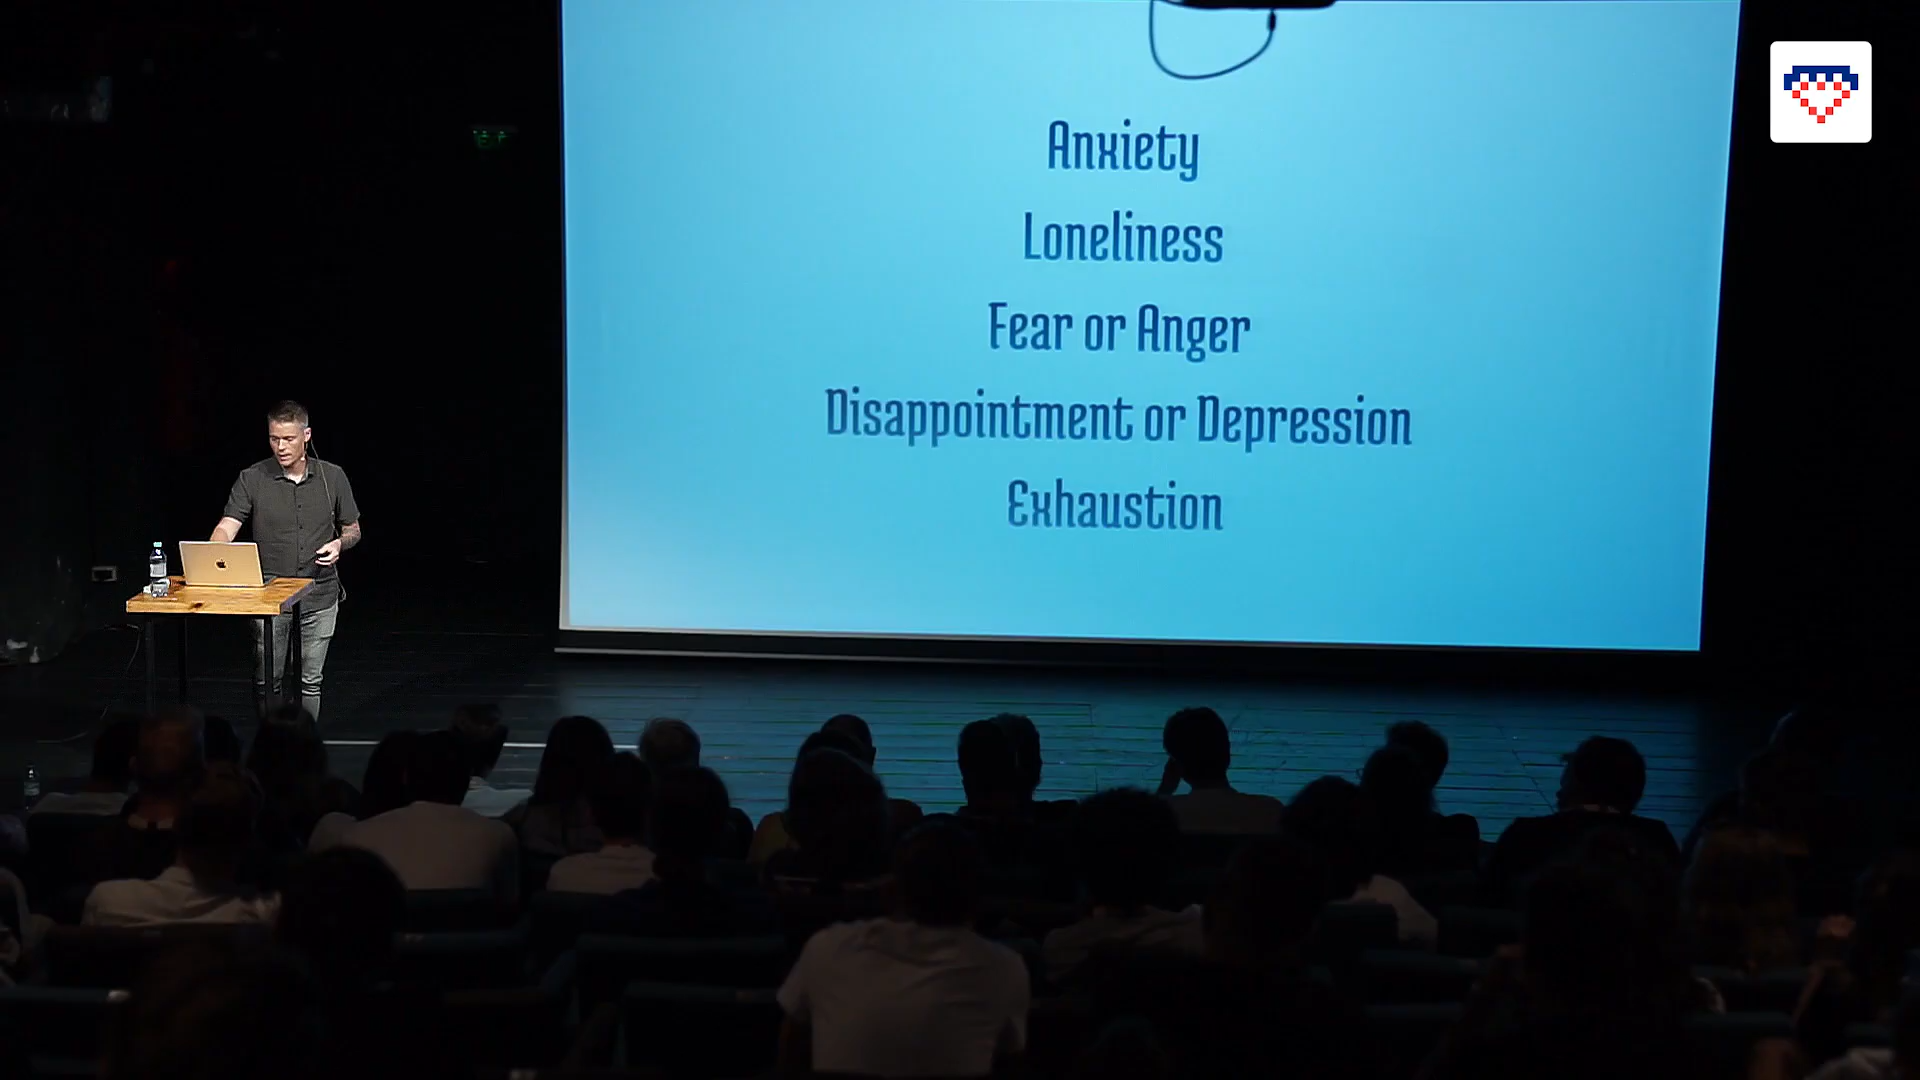 Anxiety
Loneliness
Fear or Anger
Disappointment or Depression
Exhaustion